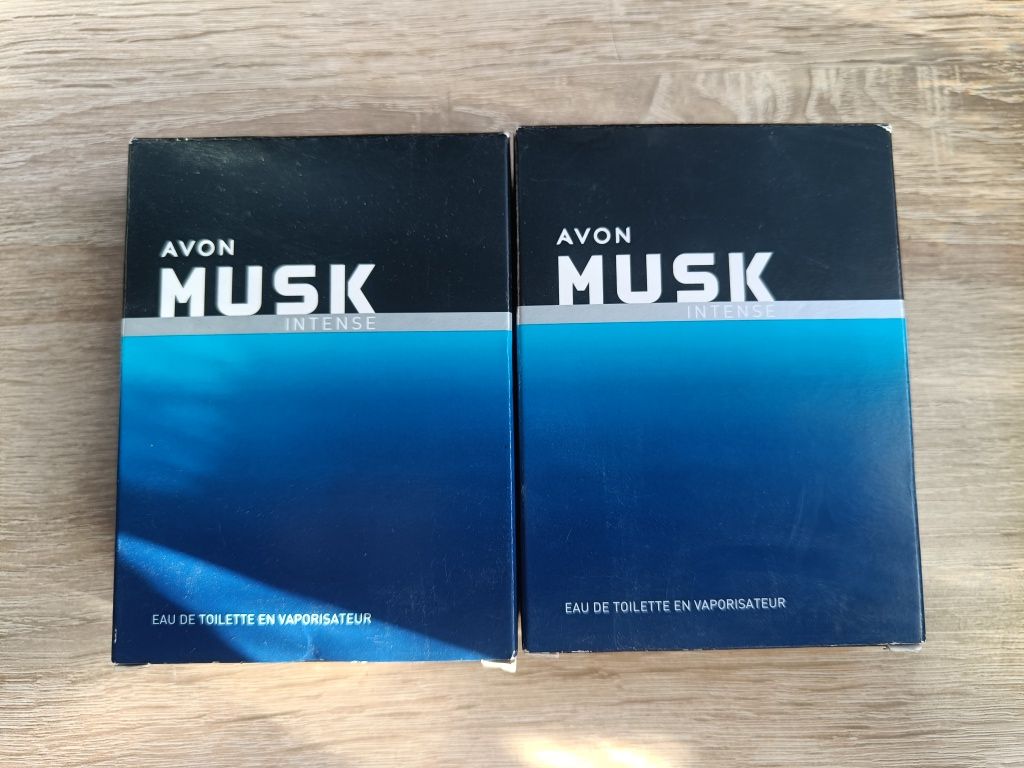 AVON
MUSK
INTENSE
EAU DE TOILETTE EN VAPORISATEUR
AVON
MUSK
INTENSE
EAU DE TOILETTE EN VAPORISATEUR